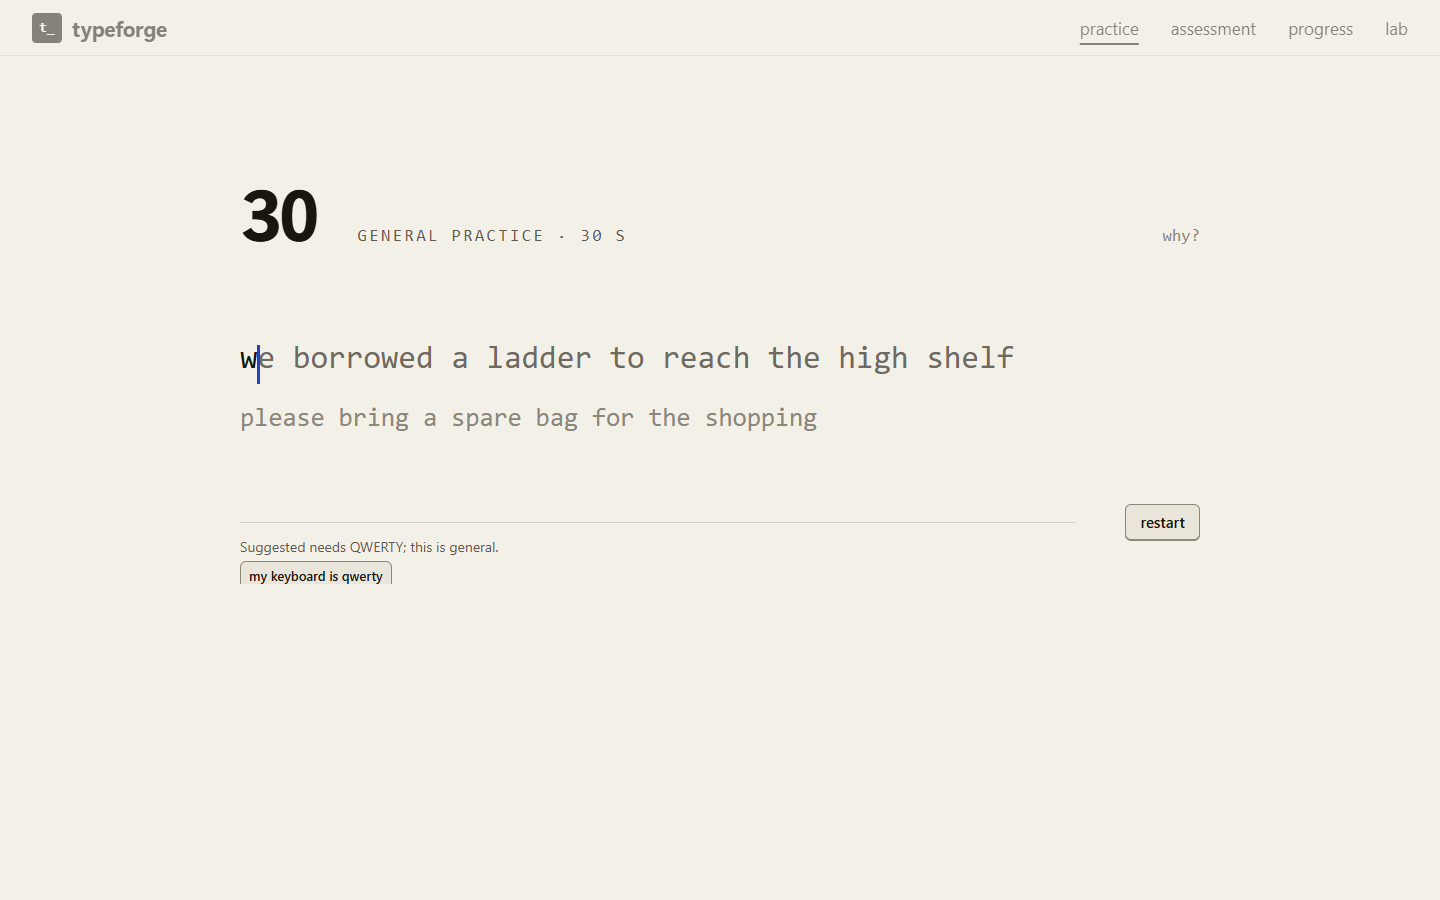 t_ typeforge practice assessment progress lab
30 GENERAL PRACTICE · 30 S why?
we borrowed a ladder to reach the high shelf
please bring a spare bag for the shopping
restart
Suggested needs QWERTY; this is general.
my keyboard is qwerty